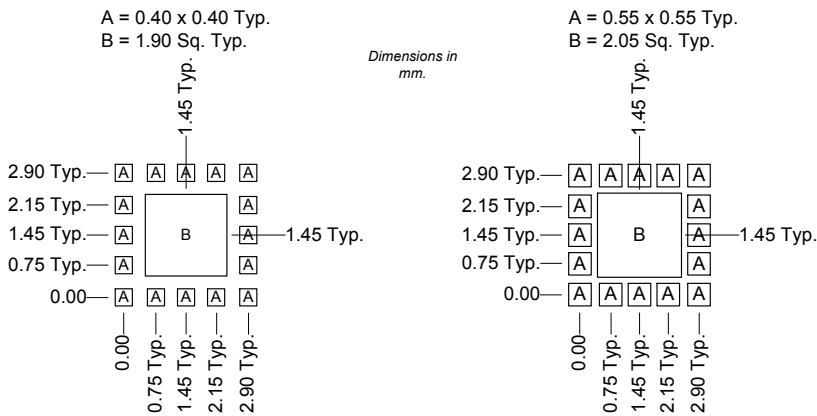 A = 0.40 x 0.40 Typ.
B = 1.90 Sq. Typ.
1.45 Typ.
2.90 Typ.
A A A A A
2.15 Typ.
A A
1.45 Typ.
A B A
1.45 Typ.
0.75 Typ.
A A
0.00
A A A A A
0.00
0.75 Typ.
1.45 Typ.
2.15 Typ.
2.90 Typ.
Dimensions in
mm.
A = 0.55 x 0.55 Typ.
B = 2.05 Sq. Typ.
1.45 Typ.
2.90 Typ.
A A A A A
2.15 Typ.
A A
1.45 Typ.
A B A
1.45 Typ.
0.75 Typ.
A A
0.00
A A A A A
0.00
0.75 Typ.
1.45 Typ.
2.15 Typ.
2.90 Typ.